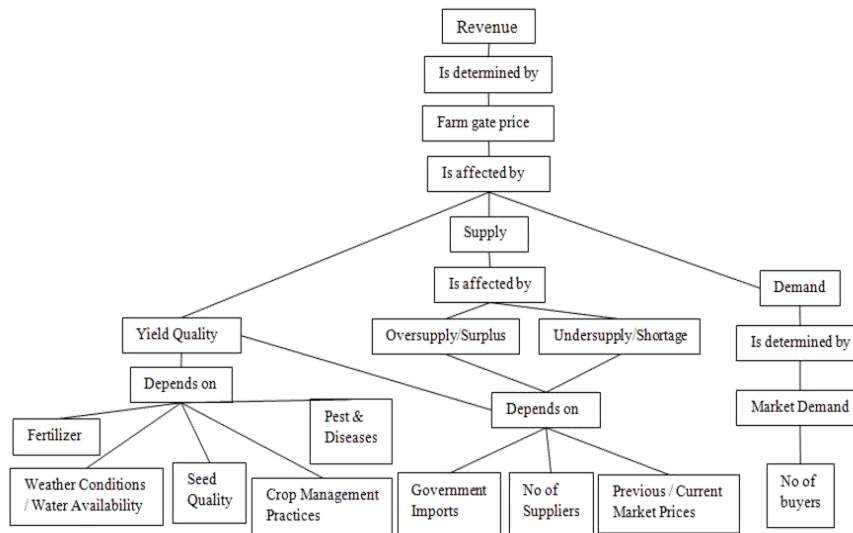 Revenue
Is determined by
Farm gate price
Is affected by
Supply
Is affected by
Demand
Yield Quality
Oversupply/Surplus
Undersupply/Shortage
Is determined by
Depends on
Depends on
Market Demand
Fertilizer
Pest &
Diseases
Weather Conditions
/ Water Availability
Seed
Quality
Crop Management
Practices
Government
Imports
No of
Suppliers
Previous / Current
Market Prices
No of
buyers